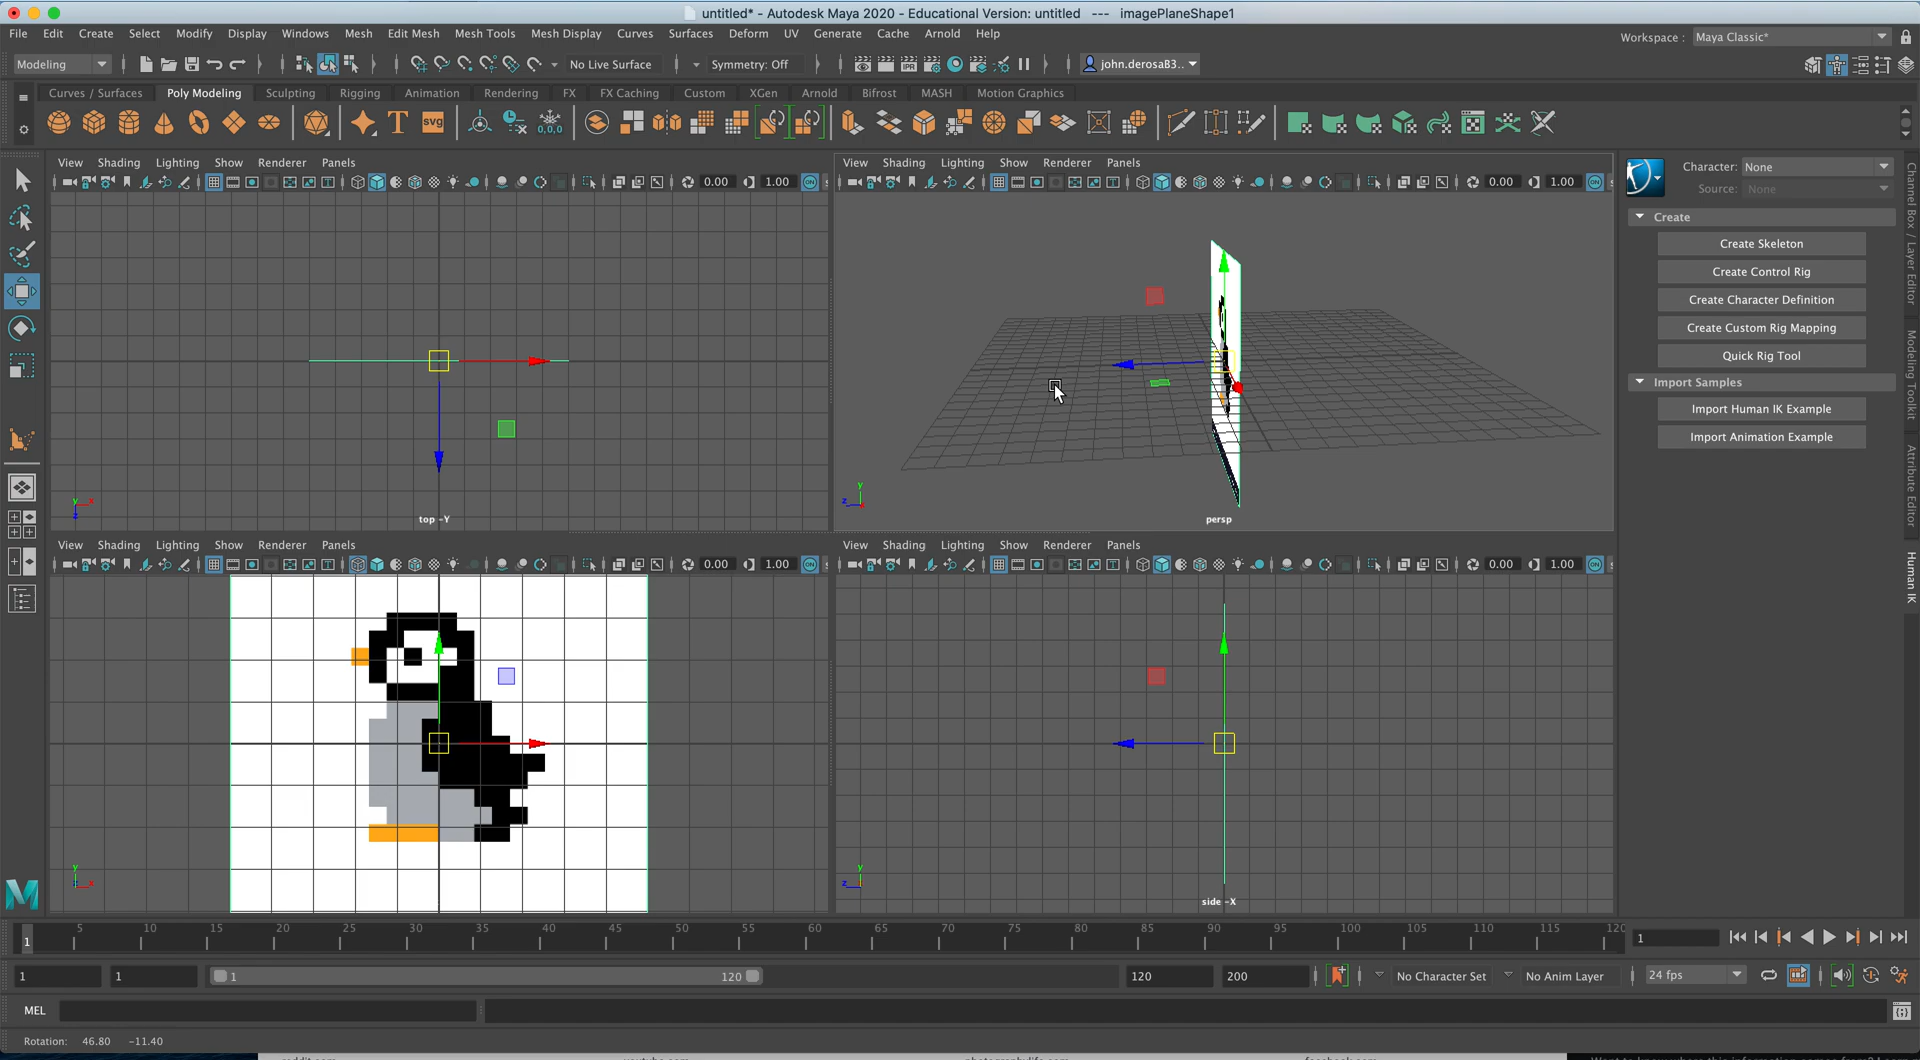 untitled* - Autodesk Maya 2020 - Educational Version: untitled --- imagePlaneShape1
File Edit Create Select Modify Display Windows Mesh Edit Mesh Mesh Tools Mesh Display Curves Surfaces Deform UV Generate Cache Arnold Help
Workspace : Maya Classic*
Modeling No Live Surface Symmetry: Off john.derosaB3..
Curves / Surfaces Poly Modeling Sculpting Rigging Animation Rendering FX FX Caching Custom XGen Arnold Bifrost MASH Motion Graphics
T svg 0,0,0
View Shading Lighting Show Renderer Panels
0.00 1.00
top -Y
View Shading Lighting Show Renderer Panels
0.00 1.00
persp
View Shading Lighting Show Renderer Panels
0.00 1.00
View Shading Lighting Show Renderer Panels
0.00 1.00
side -X
Character: None
Source: None
Create
Create Skeleton
Create Control Rig
Create Character Definition
Create Custom Rig Mapping
Quick Rig Tool
Import Samples
Import Human IK Example
Import Animation Example
Channel Box / Layer Editor
Modeling Toolkit
Attribute Editor
Human IK
1 5 10 15 20 25 30 35 40 45 50 55 60 65 70 75 80 85 90 95 100 105 110 115 120
1
1 1 1 120 120 200 No Character Set No Anim Layer 24 fps
MEL
Rotation: 46.80 -11.40